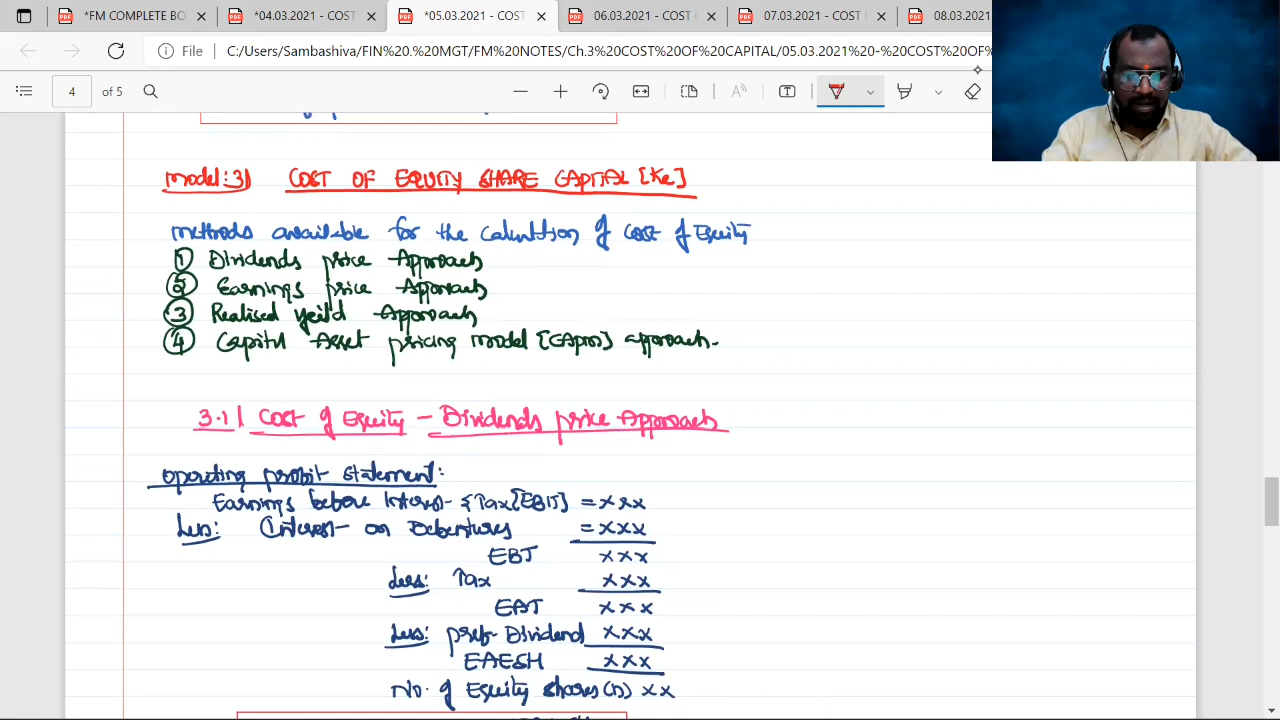 *FM COMPLETE BO
*04.03.2021 - COST
*05.03.2021 - COST
06.03.2021 - COST C
07.03.2021 - COST C
08.03.2021
File
C:/Users/Sambashiva/FIN%20.%20MGT/FM%20NOTES/Ch.3%20COST%20OF%20CAPITAL/05.03.2021%20-%20COST%20OF%
4 of 5
Model:3) COST OF EQUITY SHARE CAPITAL [Ke]
methods available for the calculation of cost of Equity
① Dividends price Approach
② Earnings price Approach
③ Realised yeild Approach
④ Capital Asset pricing model [CAPM] approach.
3.1| Cost of Equity - Dividends price Approach
operating profit statement:
Earnings before Interest & Tax [EBIT] = xxx
Less: Interest on Debentures = xxx
EBT xxx
Less: Tax xxx
EAT xxx
Less: pref- Dividend xxx
EAESH xxx
No. of Equity shares (n) xx